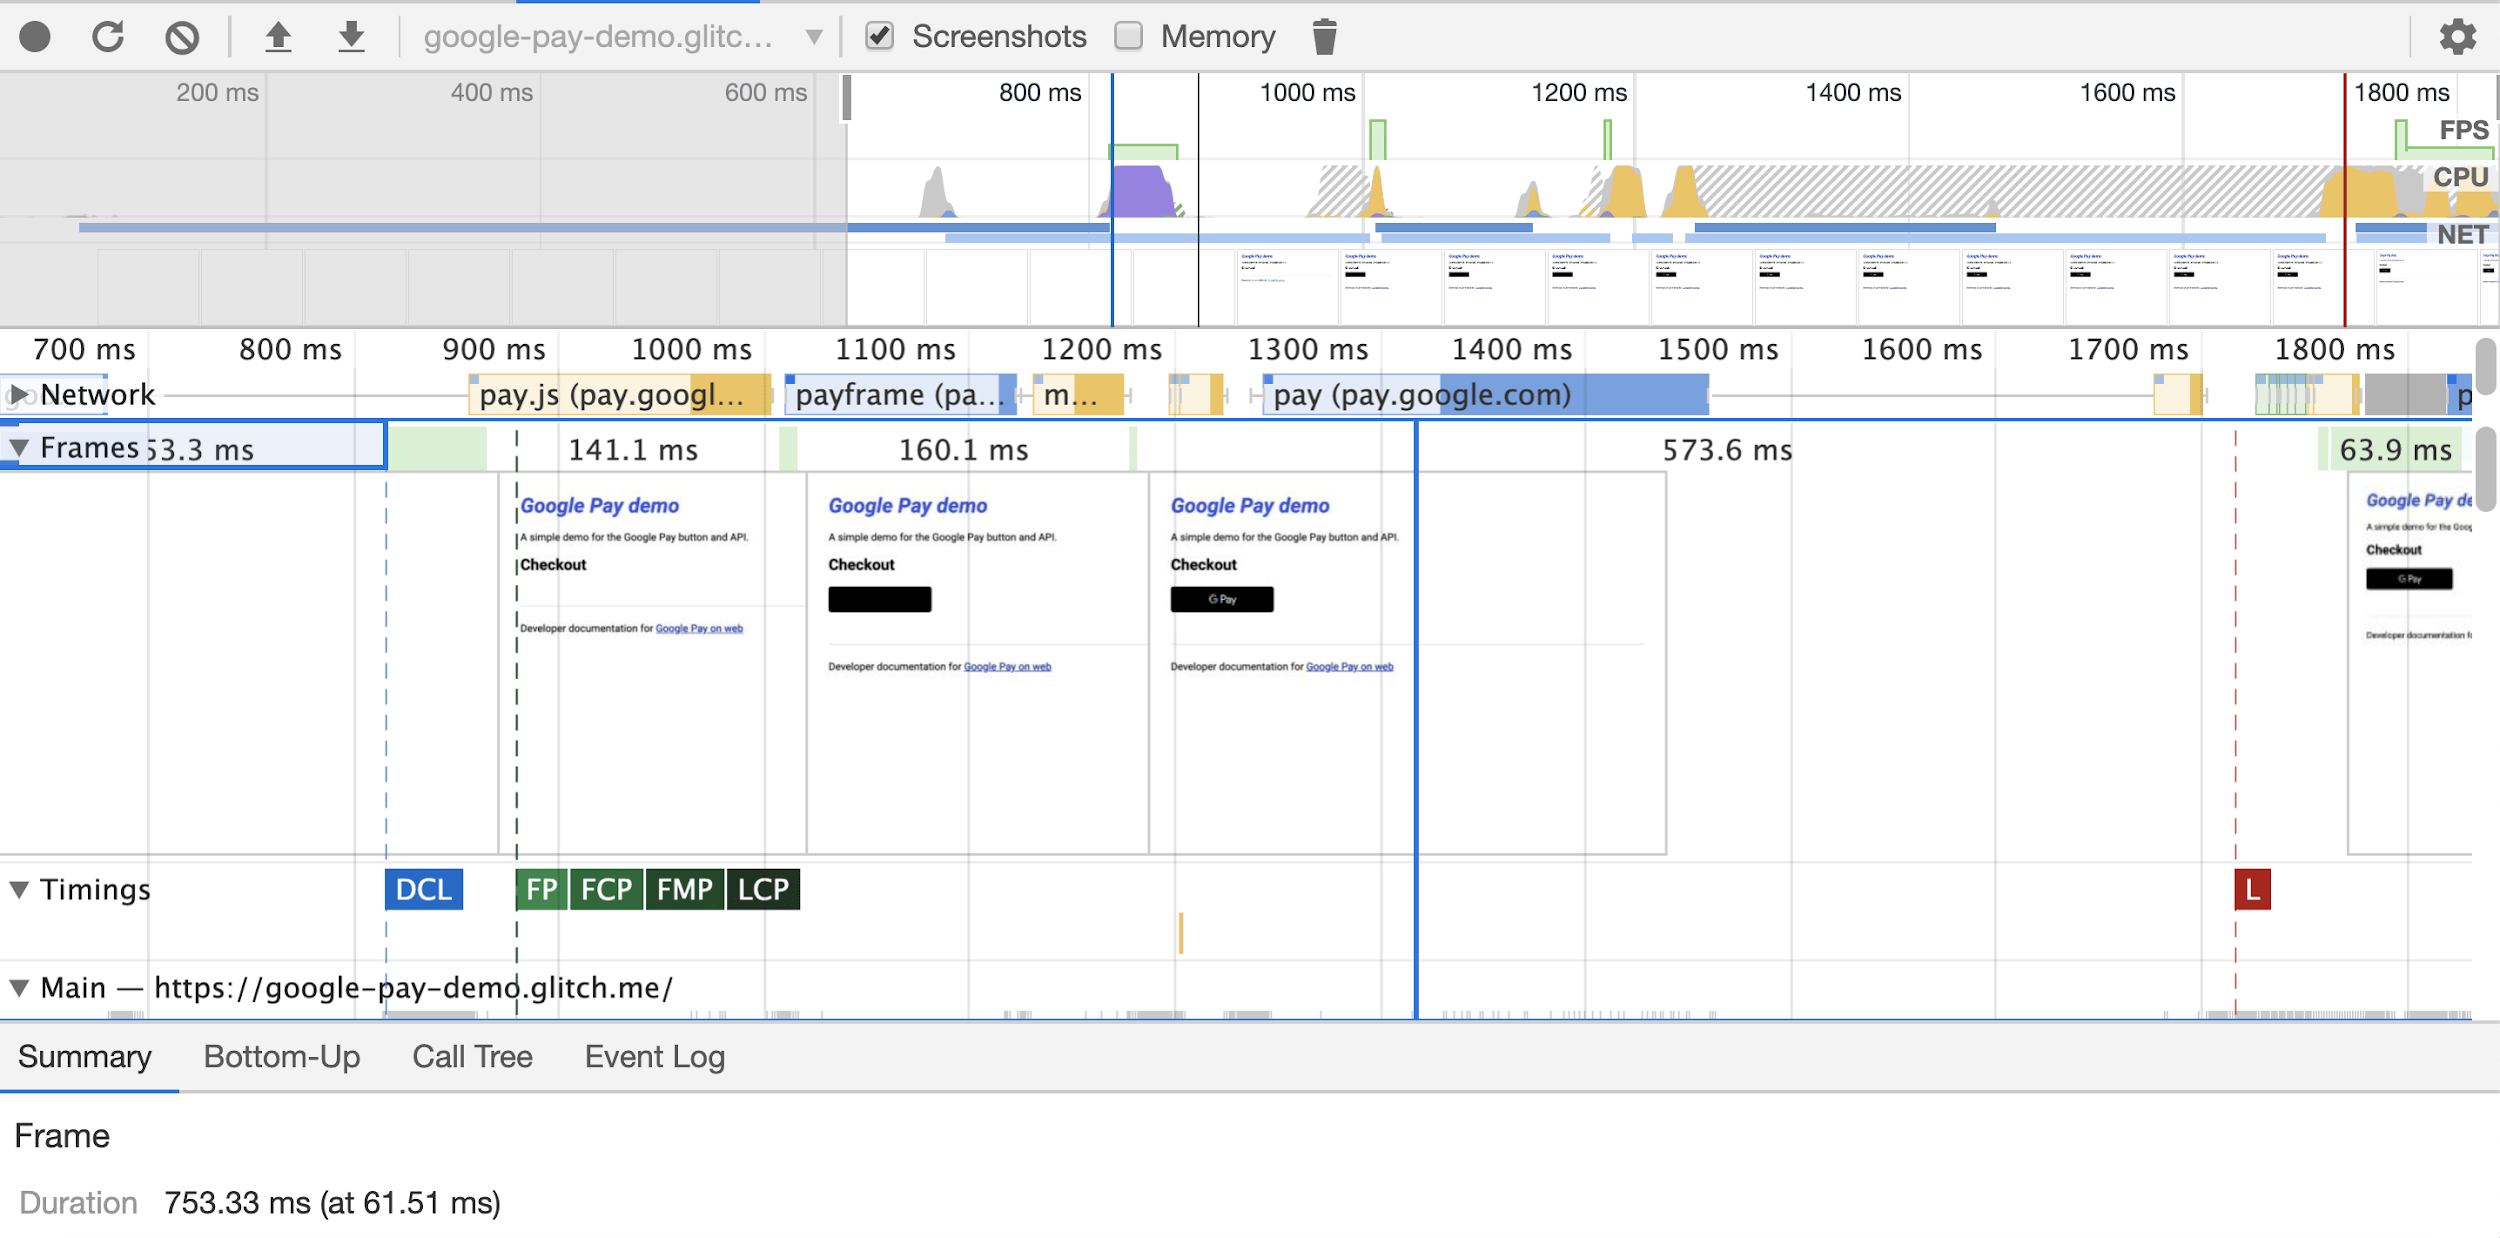 google-pay-demo.glitc... Screenshots Memory
200 ms 400 ms 600 ms 800 ms 1000 ms 1200 ms 1400 ms 1600 ms 1800 ms
FPS
CPU
NET
700 ms 800 ms 900 ms 1000 ms 1100 ms 1200 ms 1300 ms 1400 ms 1500 ms 1600 ms 1700 ms 1800 ms
Network pay.js (pay.googl... payframe (pa... m... pay (pay.google.com) p
Frames 53.3 ms 141.1 ms 160.1 ms 573.6 ms 63.9 ms
Google Pay demo Google Pay demo Google Pay demo Google Pay de
A simple demo for the Google Pay button and API. A simple demo for the Google Pay button and API. A simple demo for the Google Pay button and API. A simple demo for the Goog
Checkout Checkout Checkout Checkout
G Pay G Pay
Developer documentation for Google Pay on web Developer documentation for Google Pay on web Developer documentation for Google Pay on web Developer documentation f
Timings DCL FP FCP FMP LCP L
Main — https://google-pay-demo.glitch.me/
Summary Bottom-Up Call Tree Event Log
Frame
Duration 753.33 ms (at 61.51 ms)